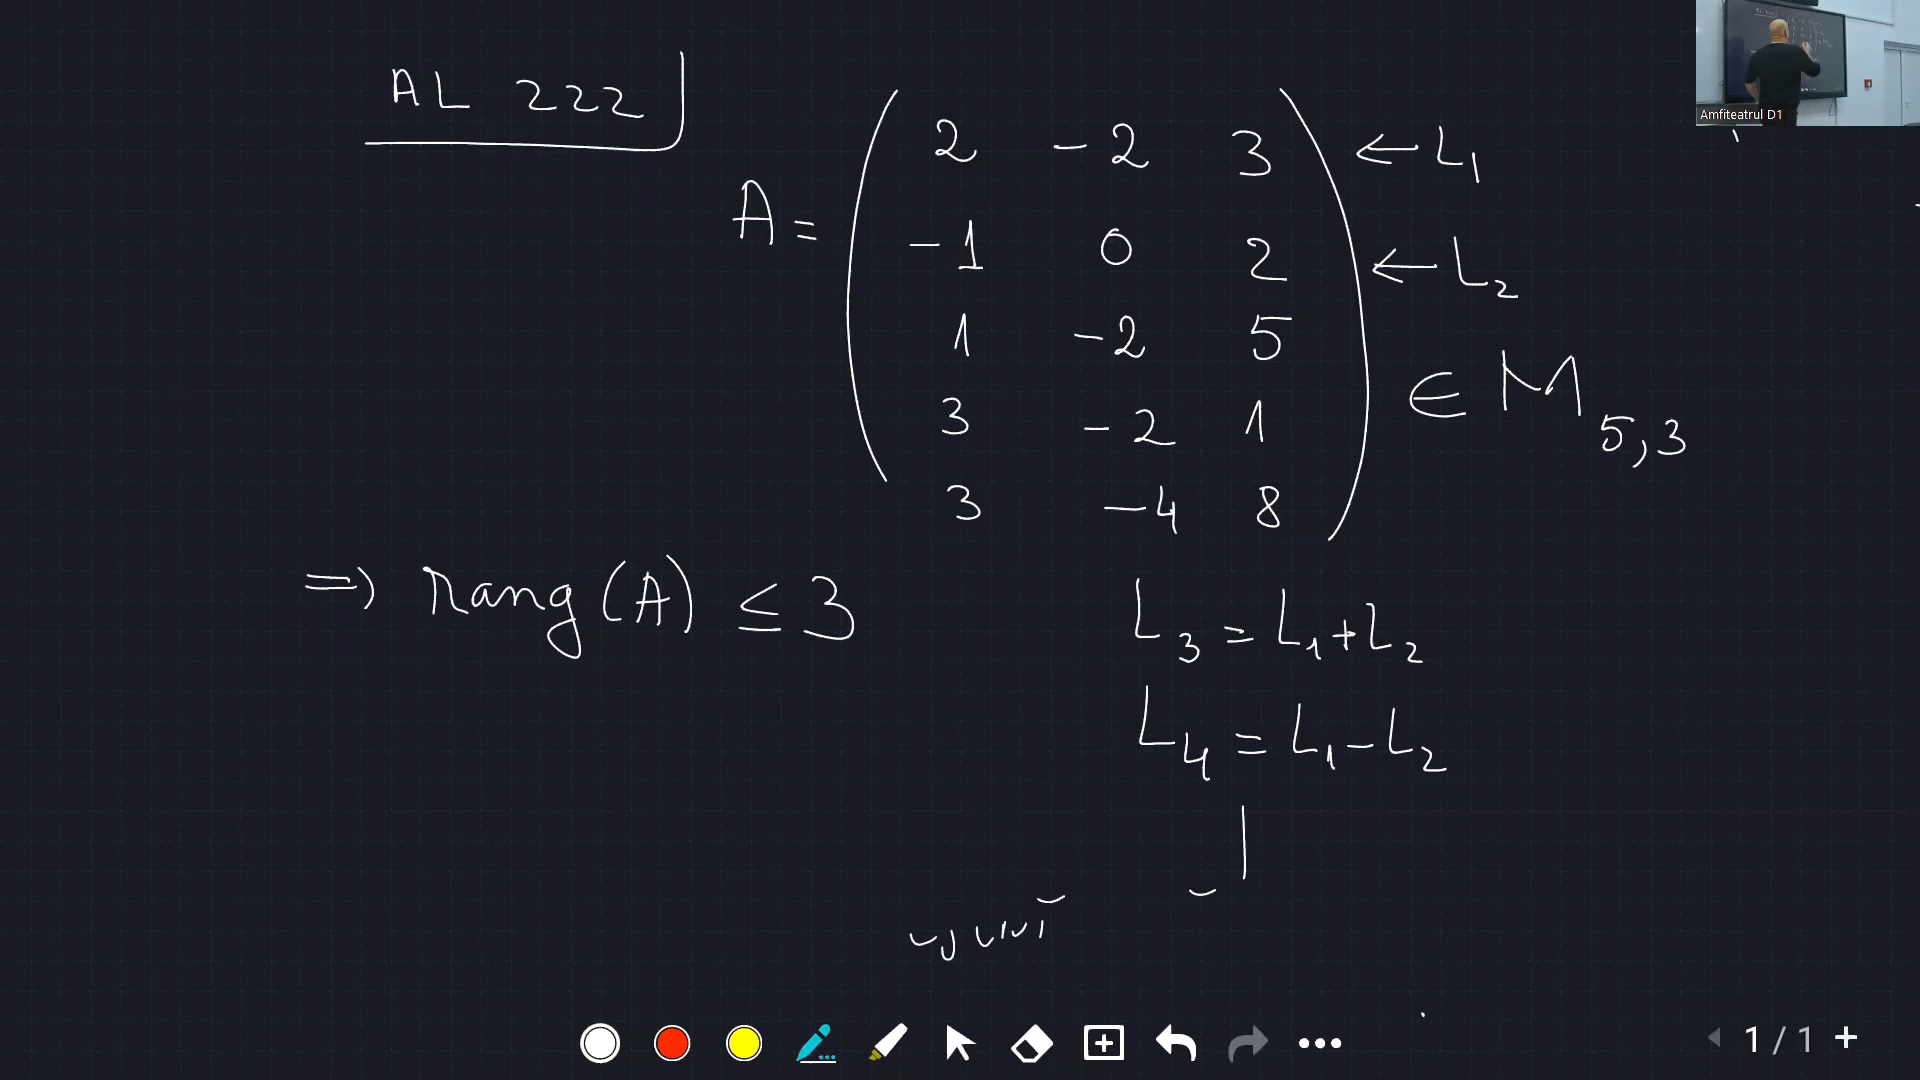 AL 222
A = ( 2 -2 3 ) ← L₁
-1 0 2 ← L₂
1 -2 5
3 -2 1 ∈ M₅,₃
3 -4 8
⇒ rang(A) ≤ 3
L₃ = L₁+L₂
L₄ = L₁-L₂
Amfiteatrul D1
1 / 1